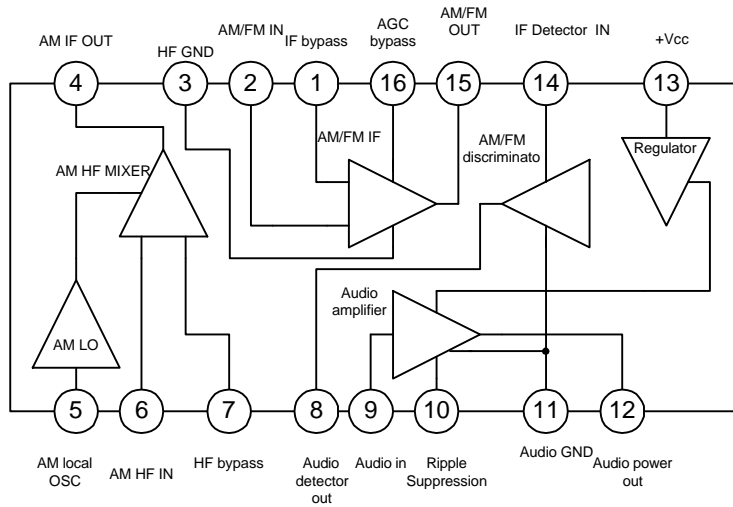 AM IF OUT
HF GND
AM/FM IN
IF bypass
AGC
bypass
AM/FM
OUT
IF Detector IN
+Vcc
4
3
2
1
16
15
14
13
AM/FM IF
AM/FM
discriminato
Regulator
AM HF MIXER
Audio
amplifier
AM LO
5
6
7
8
9
10
11
12
AM local
OSC
AM HF IN
HF bypass
Audio
detector
out
Audio in
Ripple
Suppression
Audio GND
Audio power
out